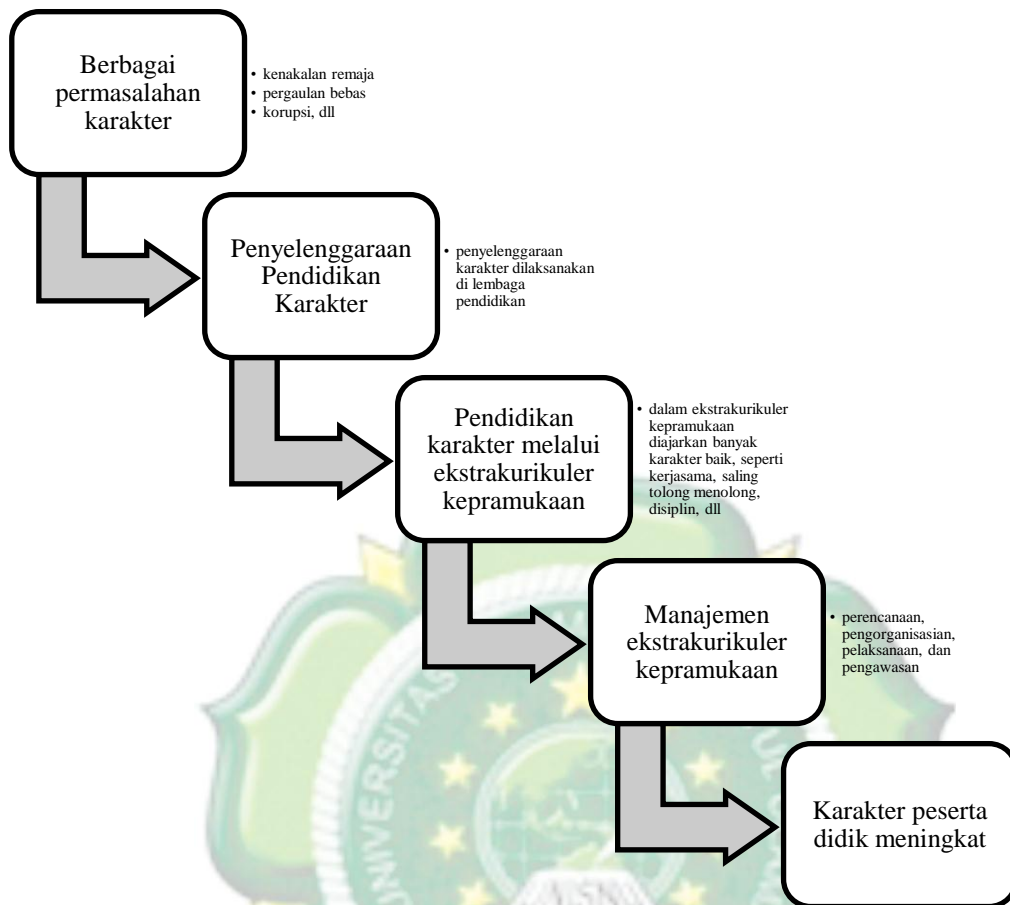 Berbagai
permasalahan
karakter
• kenakalan remaja
• pergaulan bebas
• korupsi, dll
Penyelenggaraan
Pendidikan
Karakter
• penyelenggaraan
karakter dilaksanakan
di lembaga
pendidikan
Pendidikan
karakter melalui
ekstrakurikuler
kepramukaan
• dalam ekstrakurikuler
kepramukaan
diajarkan banyak
karakter baik, seperti
kerjasama, saling
tolong menolong,
disiplin, dll
Manajemen
ekstrakurikuler
kepramukaan
• perencanaan,
pengorganisasian,
pelaksanaan, dan
pengawasan
Karakter peserta
didik meningkat
UNIVERSITAS